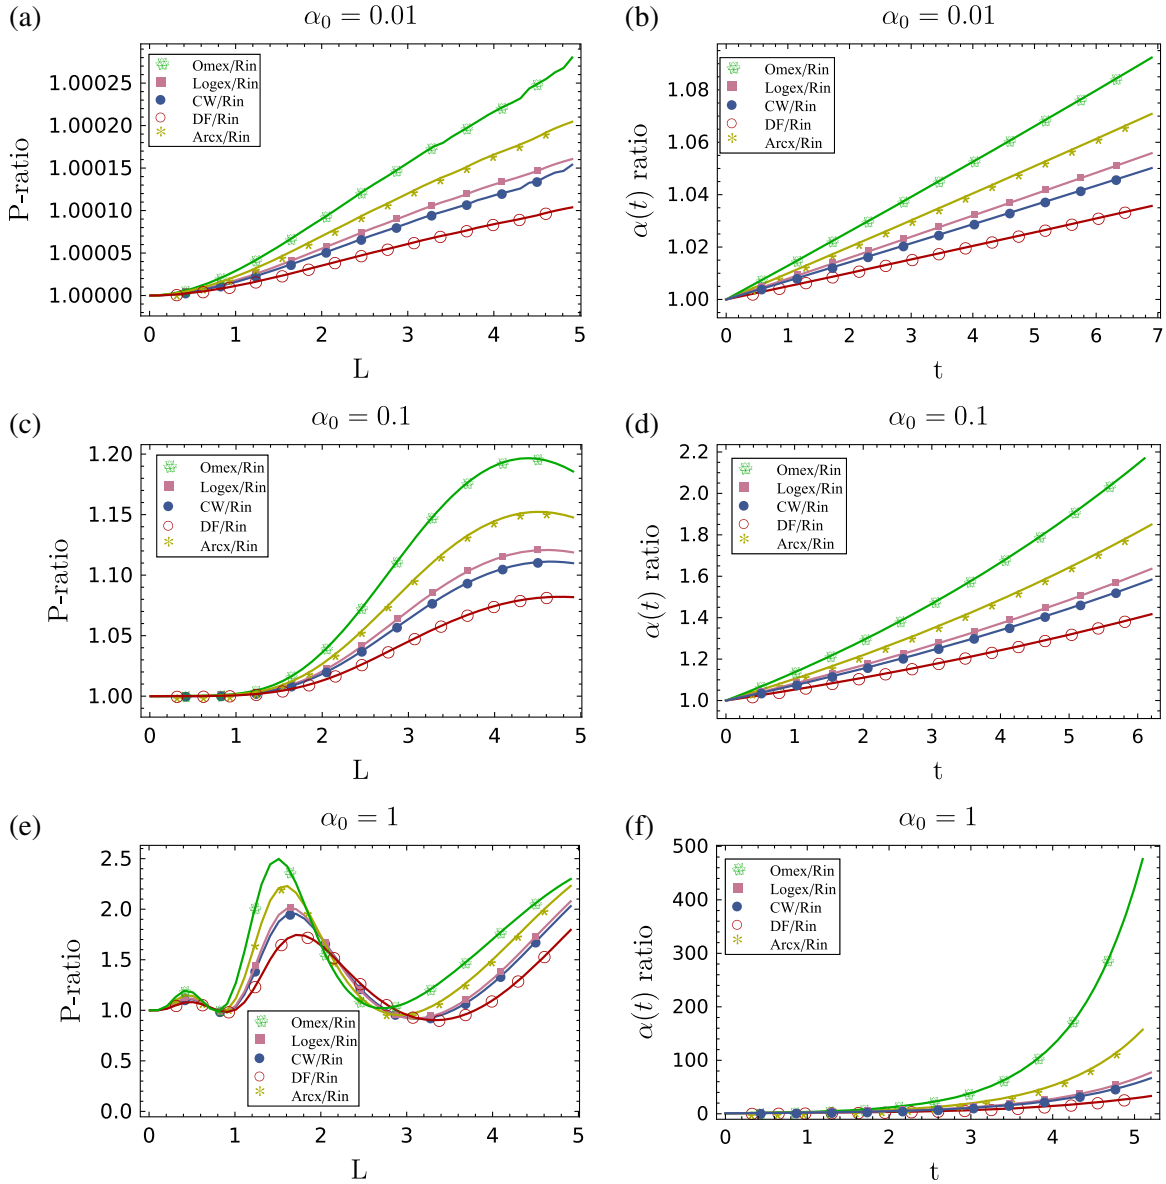 (a)
α₀ = 0.01
P-ratio
1.00025
1.00020
1.00015
1.00010
1.00005
1.00000
Omex/Rin
Logex/Rin
CW/Rin
DF/Rin
Arcx/Rin
0 1 2 3 4 5
L
(b)
α₀ = 0.01
α(t) ratio
1.08
1.06
1.04
1.02
1.00
Omex/Rin
Logex/Rin
CW/Rin
DF/Rin
Arcx/Rin
0 1 2 3 4 5 6 7
t
(c)
α₀ = 0.1
P-ratio
1.20
1.15
1.10
1.05
1.00
Omex/Rin
Logex/Rin
CW/Rin
DF/Rin
Arcx/Rin
0 1 2 3 4 5
L
(d)
α₀ = 0.1
α(t) ratio
2.2
2.0
1.8
1.6
1.4
1.2
1.0
Omex/Rin
Logex/Rin
CW/Rin
DF/Rin
Arcx/Rin
0 1 2 3 4 5 6
t
(e)
α₀ = 1
P-ratio
2.5
2.0
1.5
1.0
0.5
0.0
Omex/Rin
Logex/Rin
CW/Rin
DF/Rin
Arcx/Rin
0 1 2 3 4 5
L
(f)
α₀ = 1
α(t) ratio
500
400
300
200
100
0
Omex/Rin
Logex/Rin
CW/Rin
DF/Rin
Arcx/Rin
0 1 2 3 4 5
t